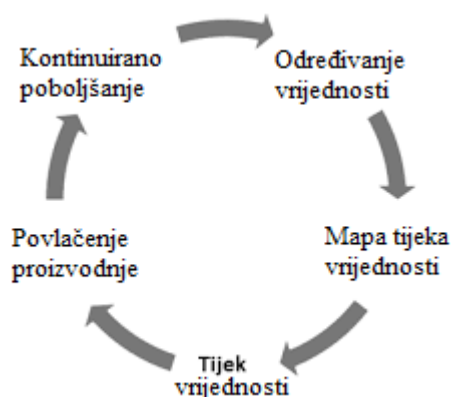 Kontinuirano
poboljšanje
Određivanje
vrijednosti
Mapa tijeka
vrijednosti
Tijek
vrijednosti
Povlačenje
proizvodnje